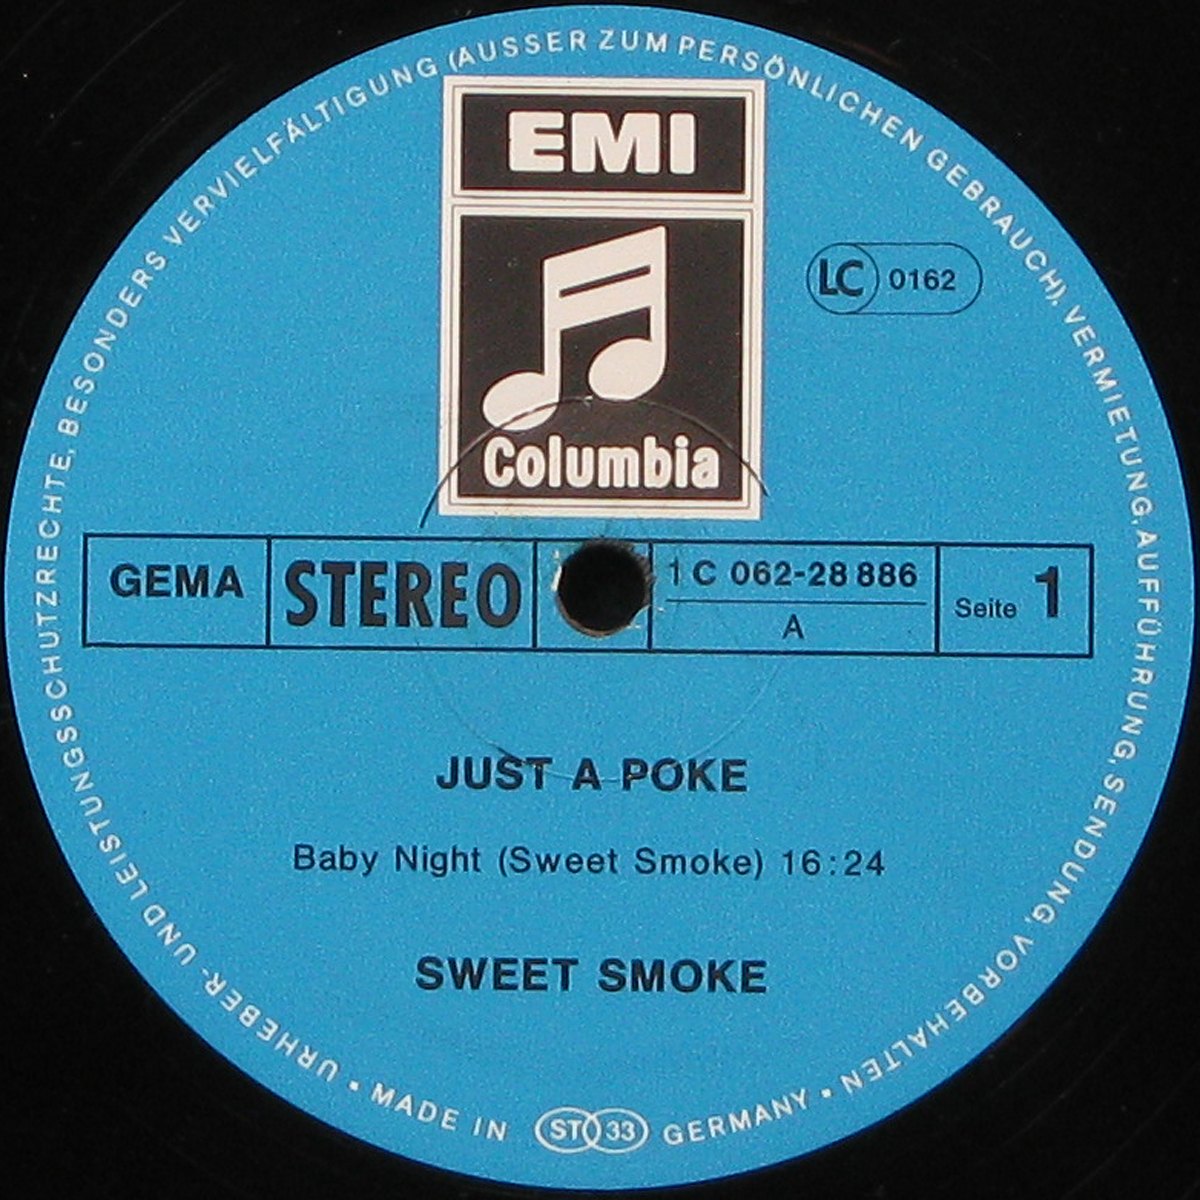 URHEBER- UND LEISTUNGSSCHUTZRECHTE, BESONDERS VERVIELFÄLTIGUNG (AUSSER ZUM PERSÖNLICHEN GEBRAUCH), VERMIETUNG, AUFFÜHRUNG, SENDUNG, VORBEHALTEN
EMI
Columbia
LC 0162
GEMA STEREO 1 C 062-28 886 Seite 1
A
JUST A POKE
Baby Night (Sweet Smoke) 16:24
SWEET SMOKE
MADE IN ST 33 GERMANY